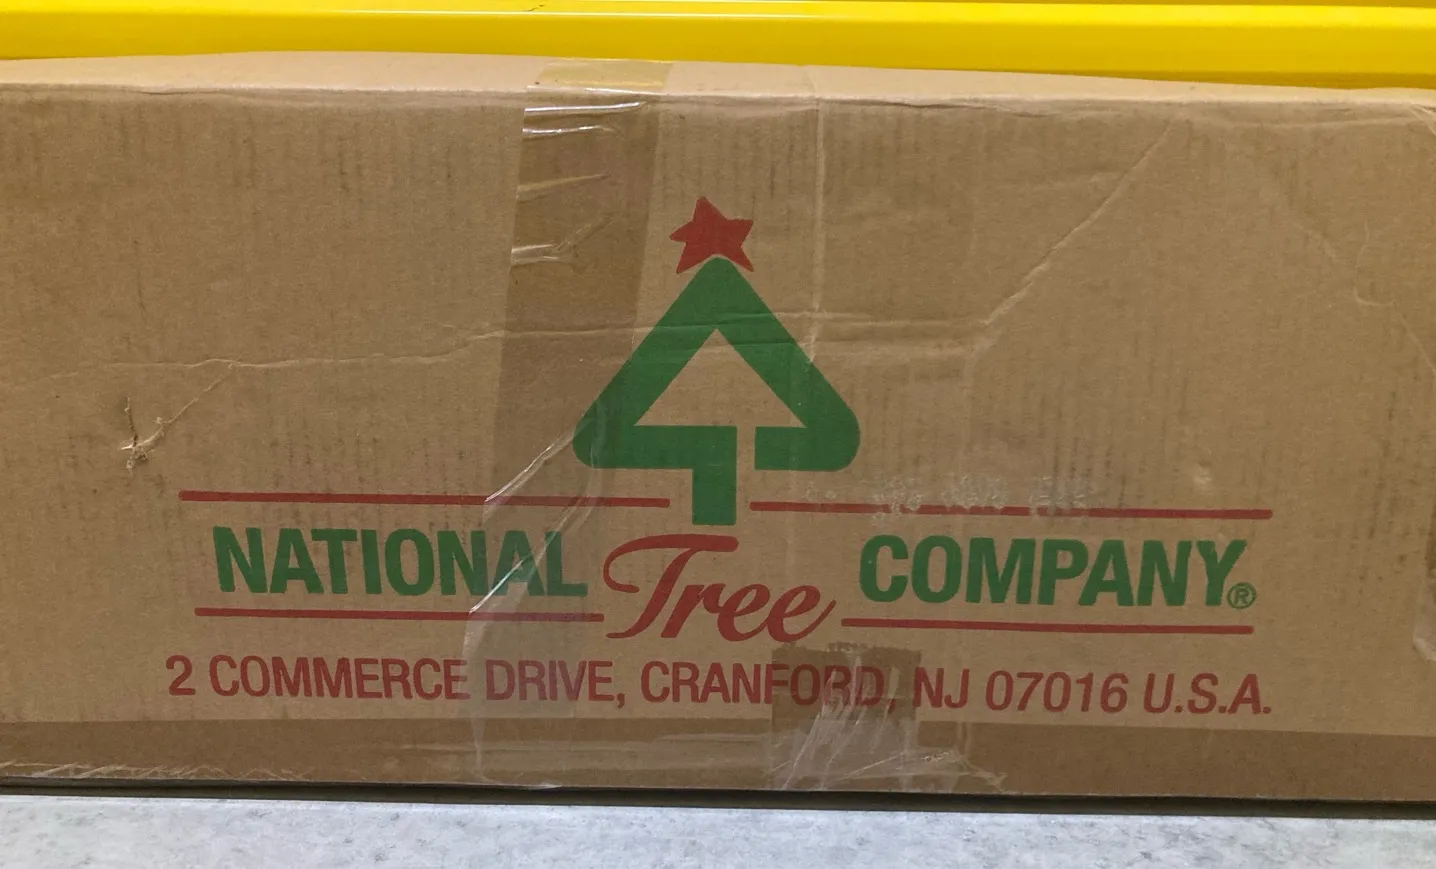 NATIONAL Tree COMPANY®
2 COMMERCE DRIVE, CRANFORD, NJ 07016 U.S.A.